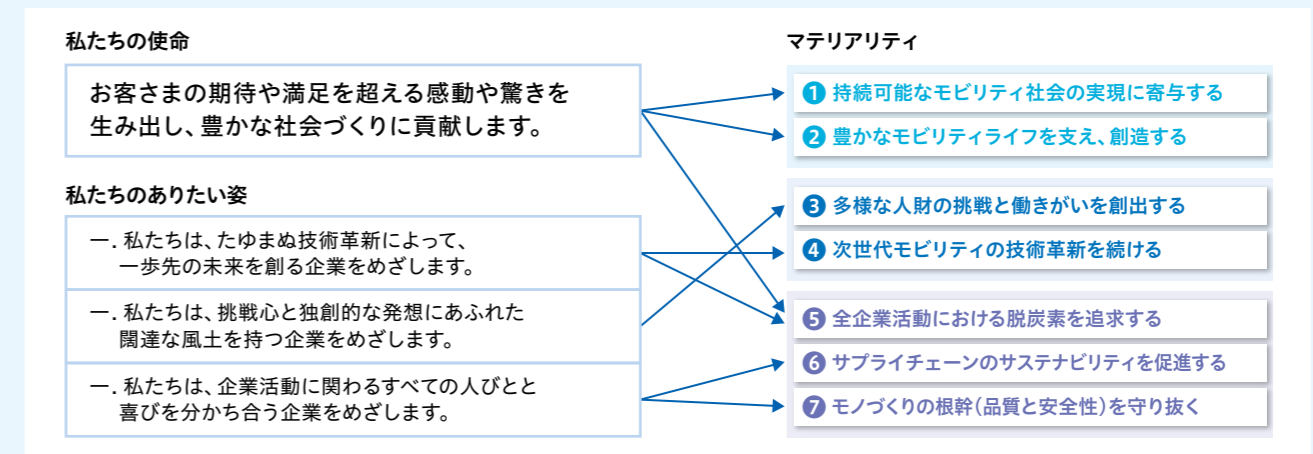 私たちの使命
お客さまの期待や満足を超える感動や驚きを
生み出し、豊かな社会づくりに貢献します。
私たちのありたい姿
一. 私たちは、たゆまぬ技術革新によって、
一歩先の未来を創る企業をめざします。
一. 私たちは、挑戦心と独創的な発想にあふれた
闊達な風土を持つ企業をめざします。
一. 私たちは、企業活動に関わるすべての人びとと
喜びを分かち合う企業をめざします。
マテリアリティ
❶ 持続可能なモビリティ社会の実現に寄与する
❷ 豊かなモビリティライフを支え、創造する
❸ 多様な人財の挑戦と働きがいを創出する
❹ 次世代モビリティの技術革新を続ける
❺ 全企業活動における脱炭素を追求する
❻ サプライチェーンのサステナビリティを促進する
❼ モノづくりの根幹(品質と安全性)を守り抜く